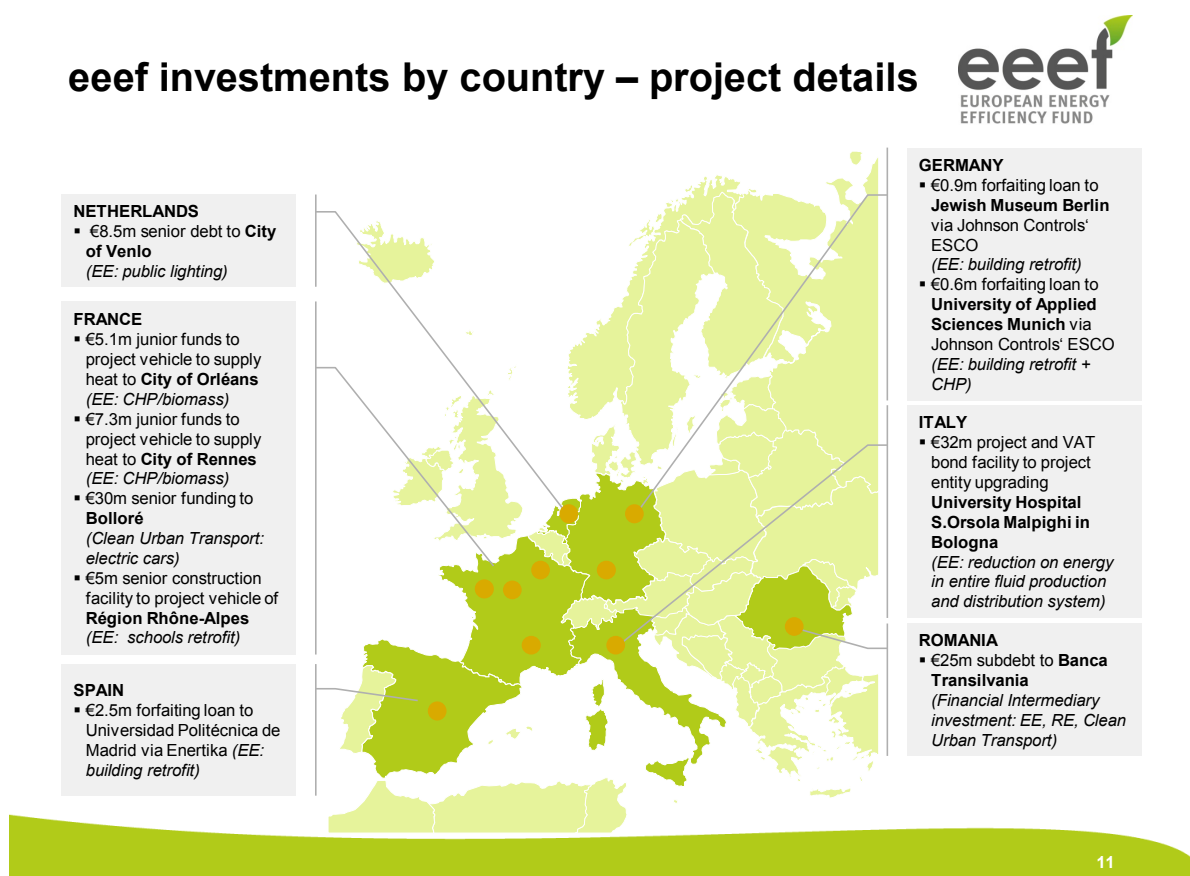 eeef investments by country – project details
eeef
EUROPEAN ENERGY
EFFICIENCY FUND
NETHERLANDS
▪ €8.5m senior debt to City
of Venlo
(EE: public lighting)
FRANCE
▪ €5.1m junior funds to
project vehicle to supply
heat to City of Orléans
(EE: CHP/biomass)
▪ €7.3m junior funds to
project vehicle to supply
heat to City of Rennes
(EE: CHP/biomass)
▪ €30m senior funding to
Bolloré
(Clean Urban Transport:
electric cars)
▪ €5m senior construction
facility to project vehicle of
Région Rhône-Alpes
(EE: schools retrofit)
SPAIN
▪ €2.5m forfaiting loan to
Universidad Politécnica de
Madrid via Enertika (EE:
building retrofit)
GERMANY
▪ €0.9m forfaiting loan to
Jewish Museum Berlin
via Johnson Controls‘
ESCO
(EE: building retrofit)
▪ €0.6m forfaiting loan to
University of Applied
Sciences Munich via
Johnson Controls‘ ESCO
(EE: building retrofit +
CHP)
ITALY
▪ €32m project and VAT
bond facility to project
entity upgrading
University Hospital
S.Orsola Malpighi in
Bologna
(EE: reduction on energy
in entire fluid production
and distribution system)
ROMANIA
▪ €25m subdebt to Banca
Transilvania
(Financial Intermediary
investment: EE, RE, Clean
Urban Transport)
11